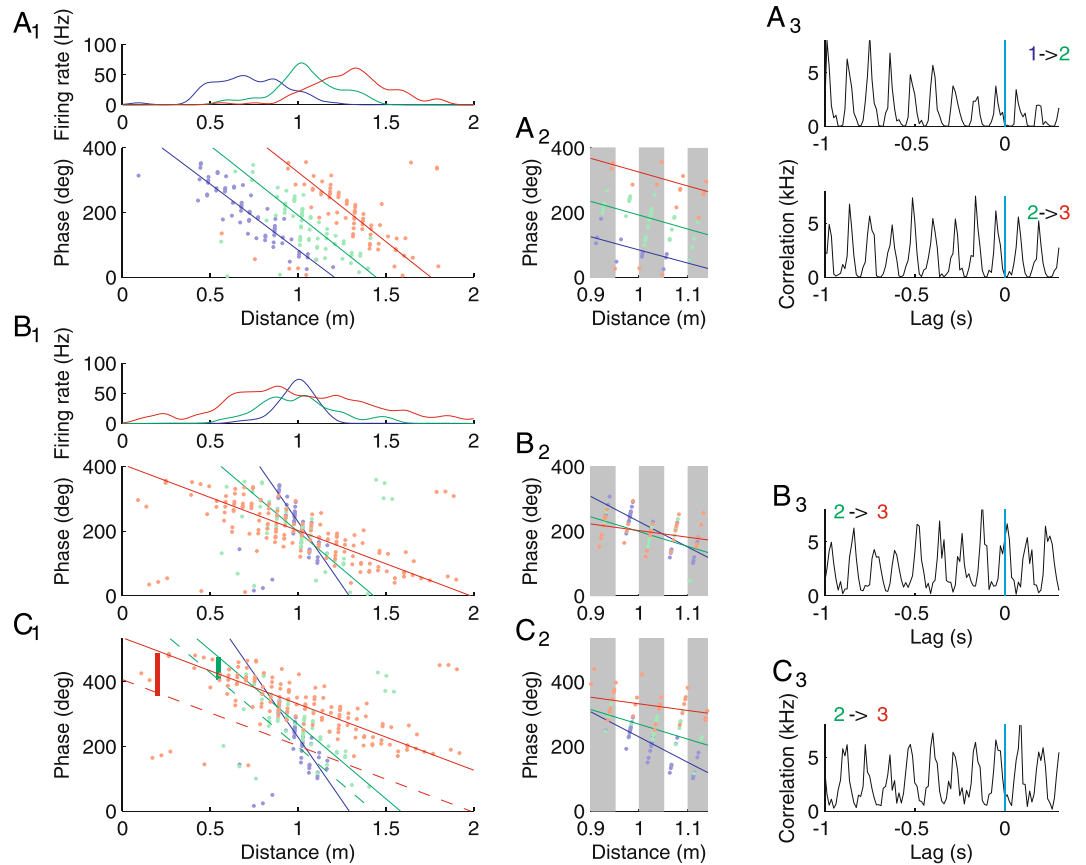 A1
Firing rate (Hz)
100
50
0
0 0.5 1 1.5 2
Phase (deg)
400
200
0
0 0.5 1 1.5 2
Distance (m)
A2
Phase (deg)
400
200
0
0.9 1 1.1
Distance (m)
A3
1->2
5
0
-1 -0.5 0
Correlation (kHz)
2->3
5
0
-1 -0.5 0
Lag (s)
B1
Firing rate (Hz)
100
50
0
0 0.5 1 1.5 2
Phase (deg)
400
200
0
0 0.5 1 1.5 2
B2
Phase (deg)
400
200
0
0.9 1 1.1
B3
2-> 3
5
0
-1 -0.5 0
C1
Phase (deg)
400
200
0
0 0.5 1 1.5 2
Distance (m)
C2
Phase (deg)
400
200
0
0.9 1 1.1
Distance (m)
C3
2-> 3
Correlation (kHz)
5
0
-1 -0.5 0
Lag (s)